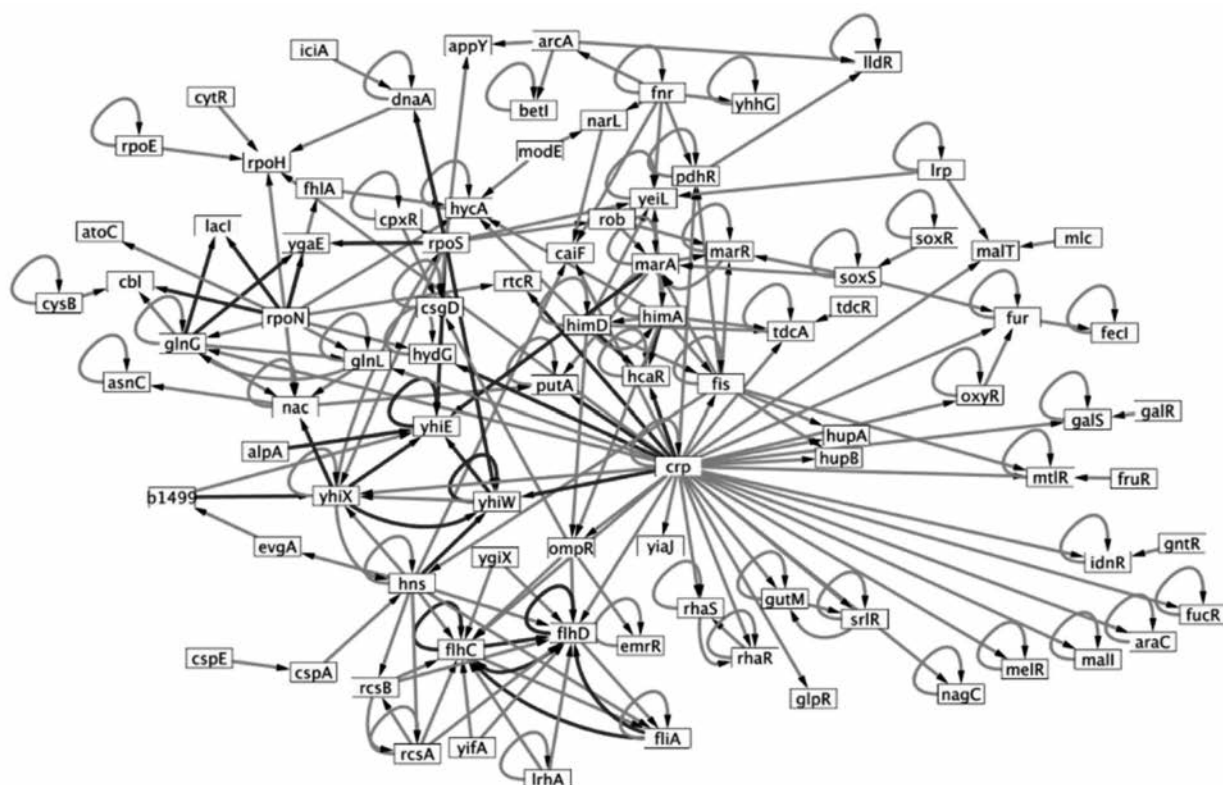 iciA
appY
arcA
lldR
dnaA
betI
fnr
yhhG
cytR
narL
rpoE
rpoH
modE
pdhR
lrp
fhlA
hycA
yeiL
cpxR
rob
atoC
lacI
ygaE
rpoS
caiF
marR
soxR
malT
mlc
marA
soxS
cbl
rtcR
cysB
rpoN
csgD
himD
himA
tdcR
tdcA
fur
fecI
glnG
glnL
hydG
hcaR
asnC
putA
fis
oxyR
nac
galS
galR
yhiE
hupA
alpA
hupB
crp
mtlR
fruR
b1499
yhiX
yhiW
evgA
ygiX
ompR
yiaJ
gntR
idnR
hns
rhaS
gutM
srlR
fucR
flhD
emrR
araC
cspE
cspA
flhC
rhaR
malI
melR
rcsB
nagC
glpR
rcsA
yifA
fliA
lrhA